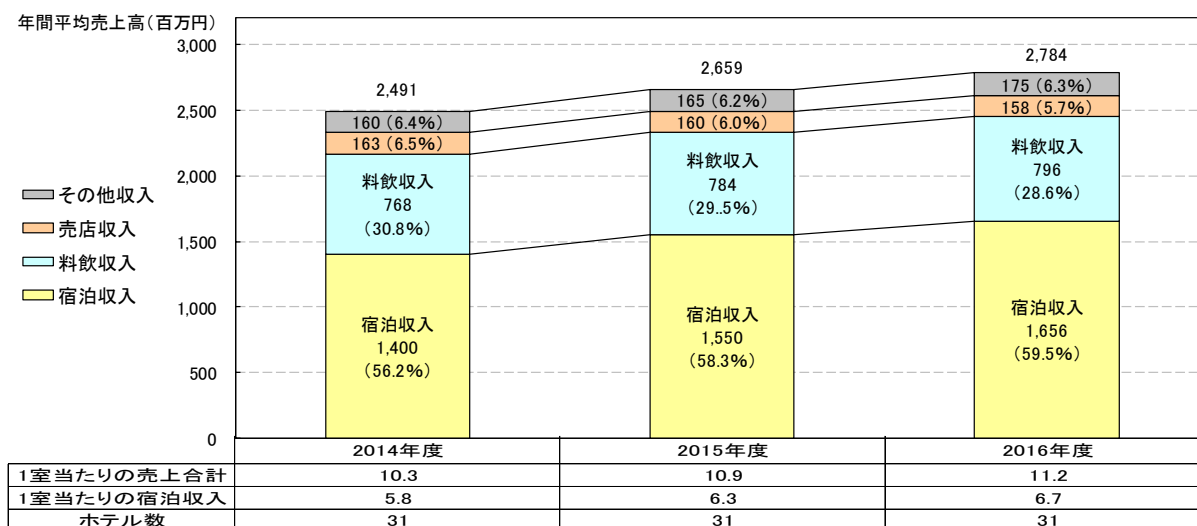 年間平均売上高（百万円）
3,000
2,500
2,000
1,500
1,000
500
0
その他収入
売店収入
料飲収入
宿泊収入
2,491
160（6.4%）
163（6.5%）
料飲収入
768
（30.8%）
宿泊収入
1,400
（56.2%）
2,659
165（6.2%）
160（6.0%）
料飲収入
784
（29..5%）
宿泊収入
1,550
（58.3%）
2,784
175（6.3%）
158（5.7%）
料飲収入
796
（28.6%）
宿泊収入
1,656
（59.5%）
2014年度 2015年度 2016年度
1室当たりの売上合計 10.3 10.9 11.2
1室当たりの宿泊収入 5.8 6.3 6.7
ホテル数 31 31 31